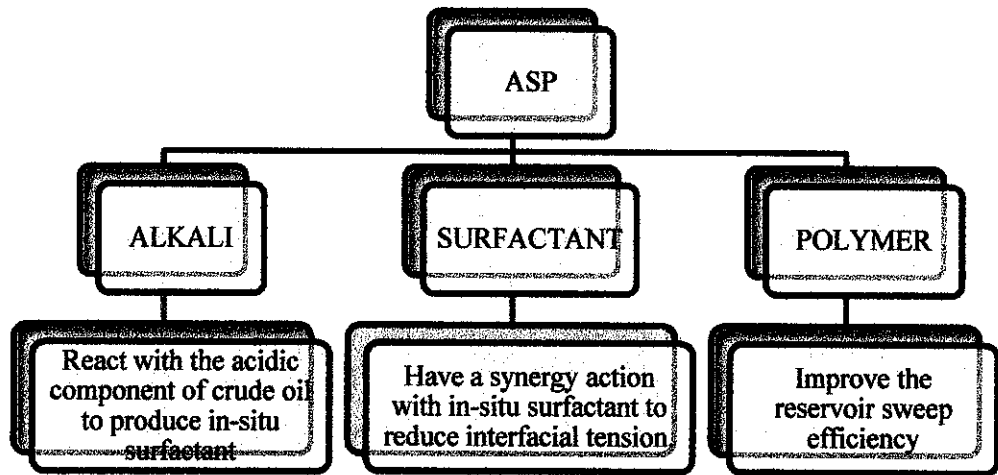 ASP
ALKALI
SURFACTANT
POLYMER
React with the acidic
component of crude oil
to produce in-situ
surfactant
Have a synergy action
with in-situ surfactant to
reduce interfacial tension
Improve the
reservoir sweep
efficiency